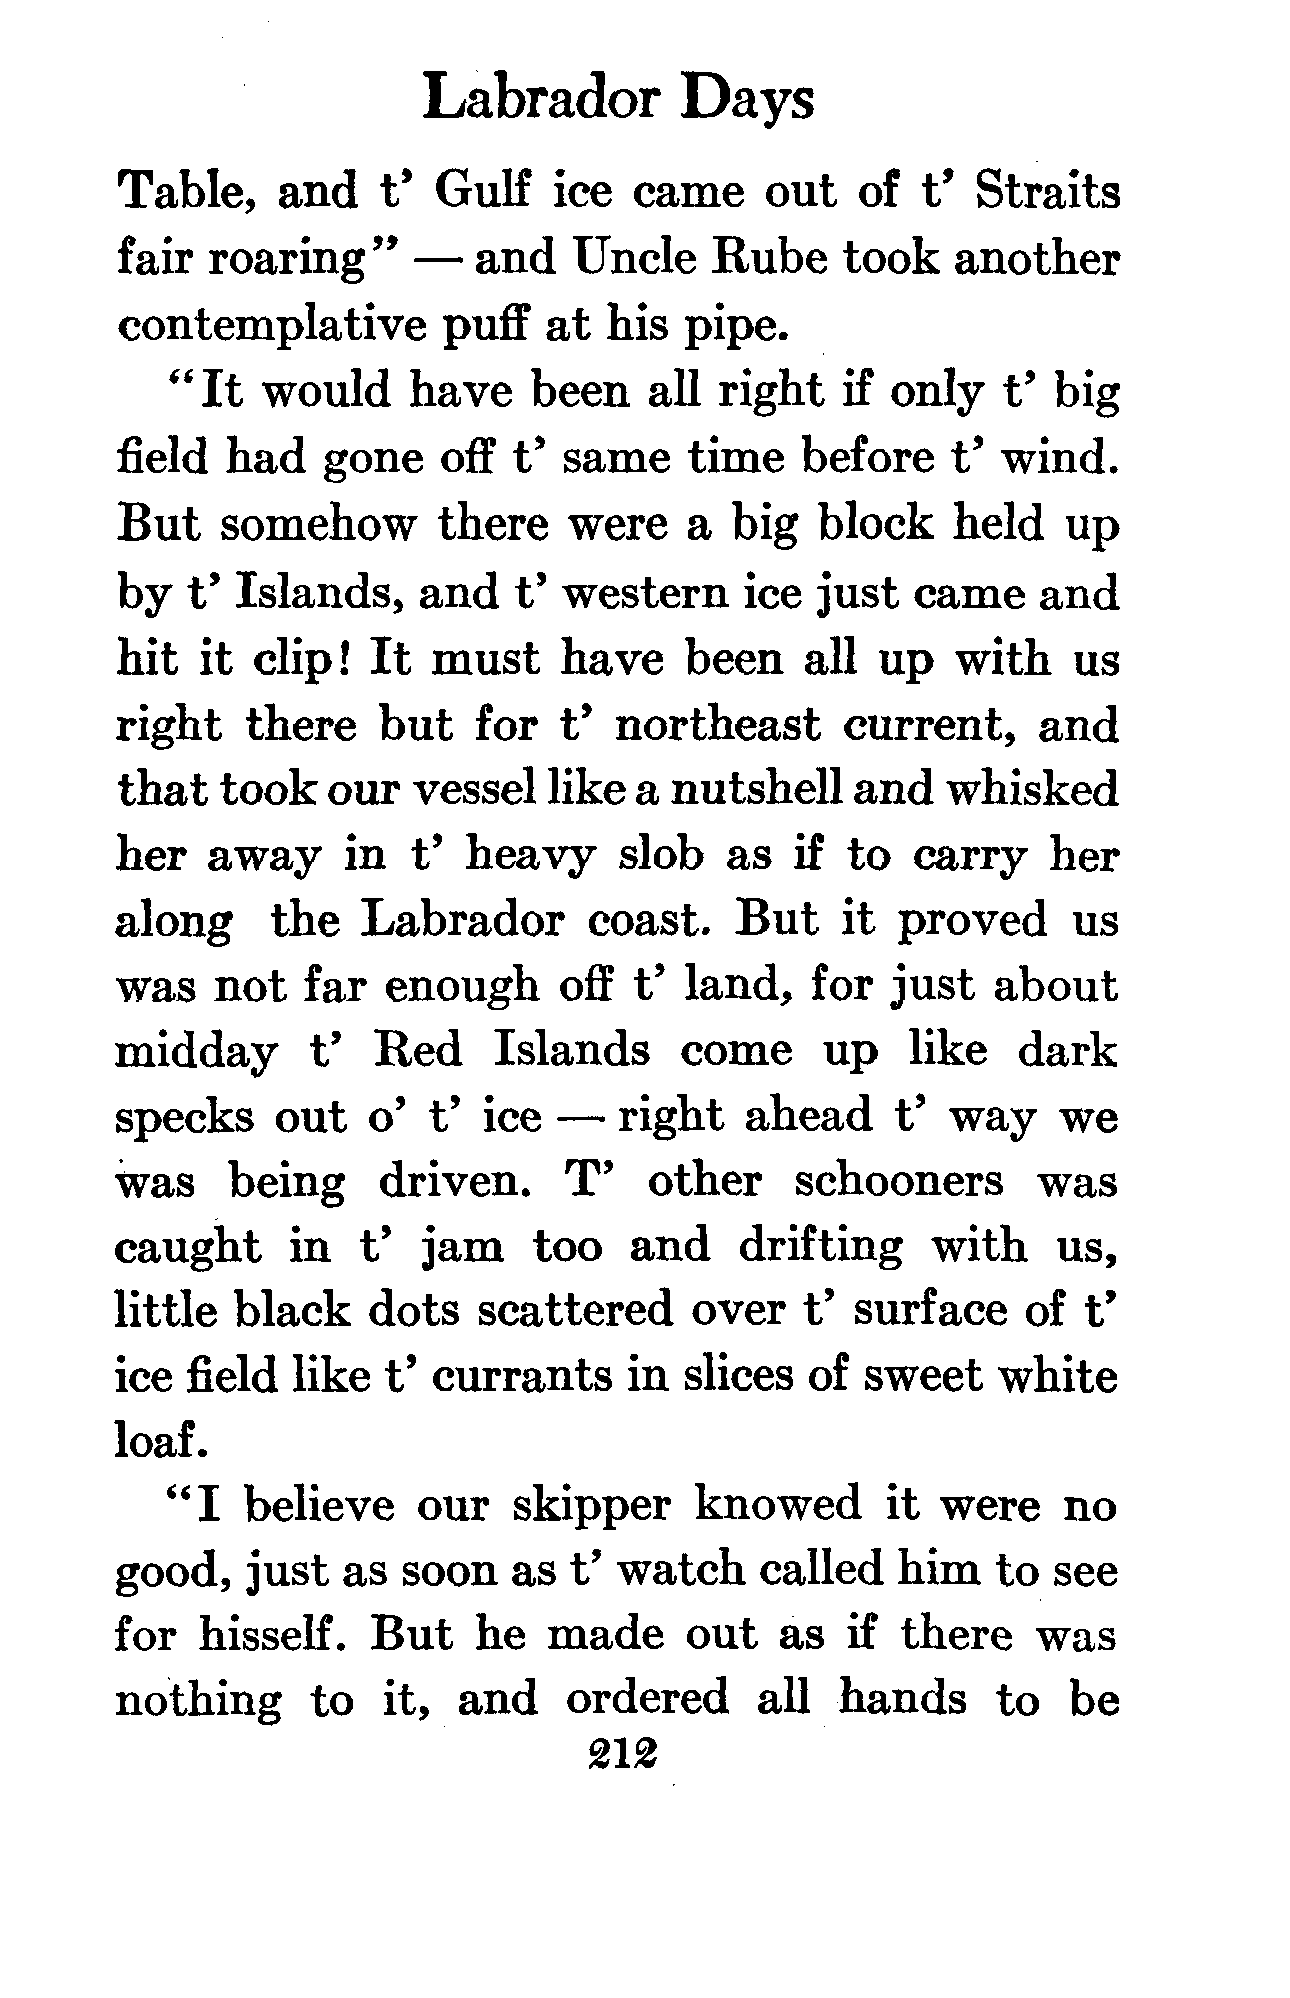 Labrador Days
Table, and t' Gulf ice came out of t' Straits
fair roaring" — and Uncle Rube took another
contemplative puff at his pipe.
"It would have been all right if only t' big
field had gone off t' same time before t' wind.
But somehow there were a big block held up
by t' Islands, and t' western ice just came and
hit it clip! It must have been all up with us
right there but for t' northeast current, and
that took our vessel like a nutshell and whisked
her away in t' heavy slob as if to carry her
along the Labrador coast. But it proved us
was not far enough off t' land, for just about
midday t' Red Islands come up like dark
specks out o' t' ice — right ahead t' way we
was being driven. T' other schooners was
caught in t' jam too and drifting with us,
little black dots scattered over t' surface of t'
ice field like t' currants in slices of sweet white
loaf.
"I believe our skipper knowed it were no
good, just as soon as t' watch called him to see
for hisself. But he made out as if there was
nothing to it, and ordered all hands to be
212